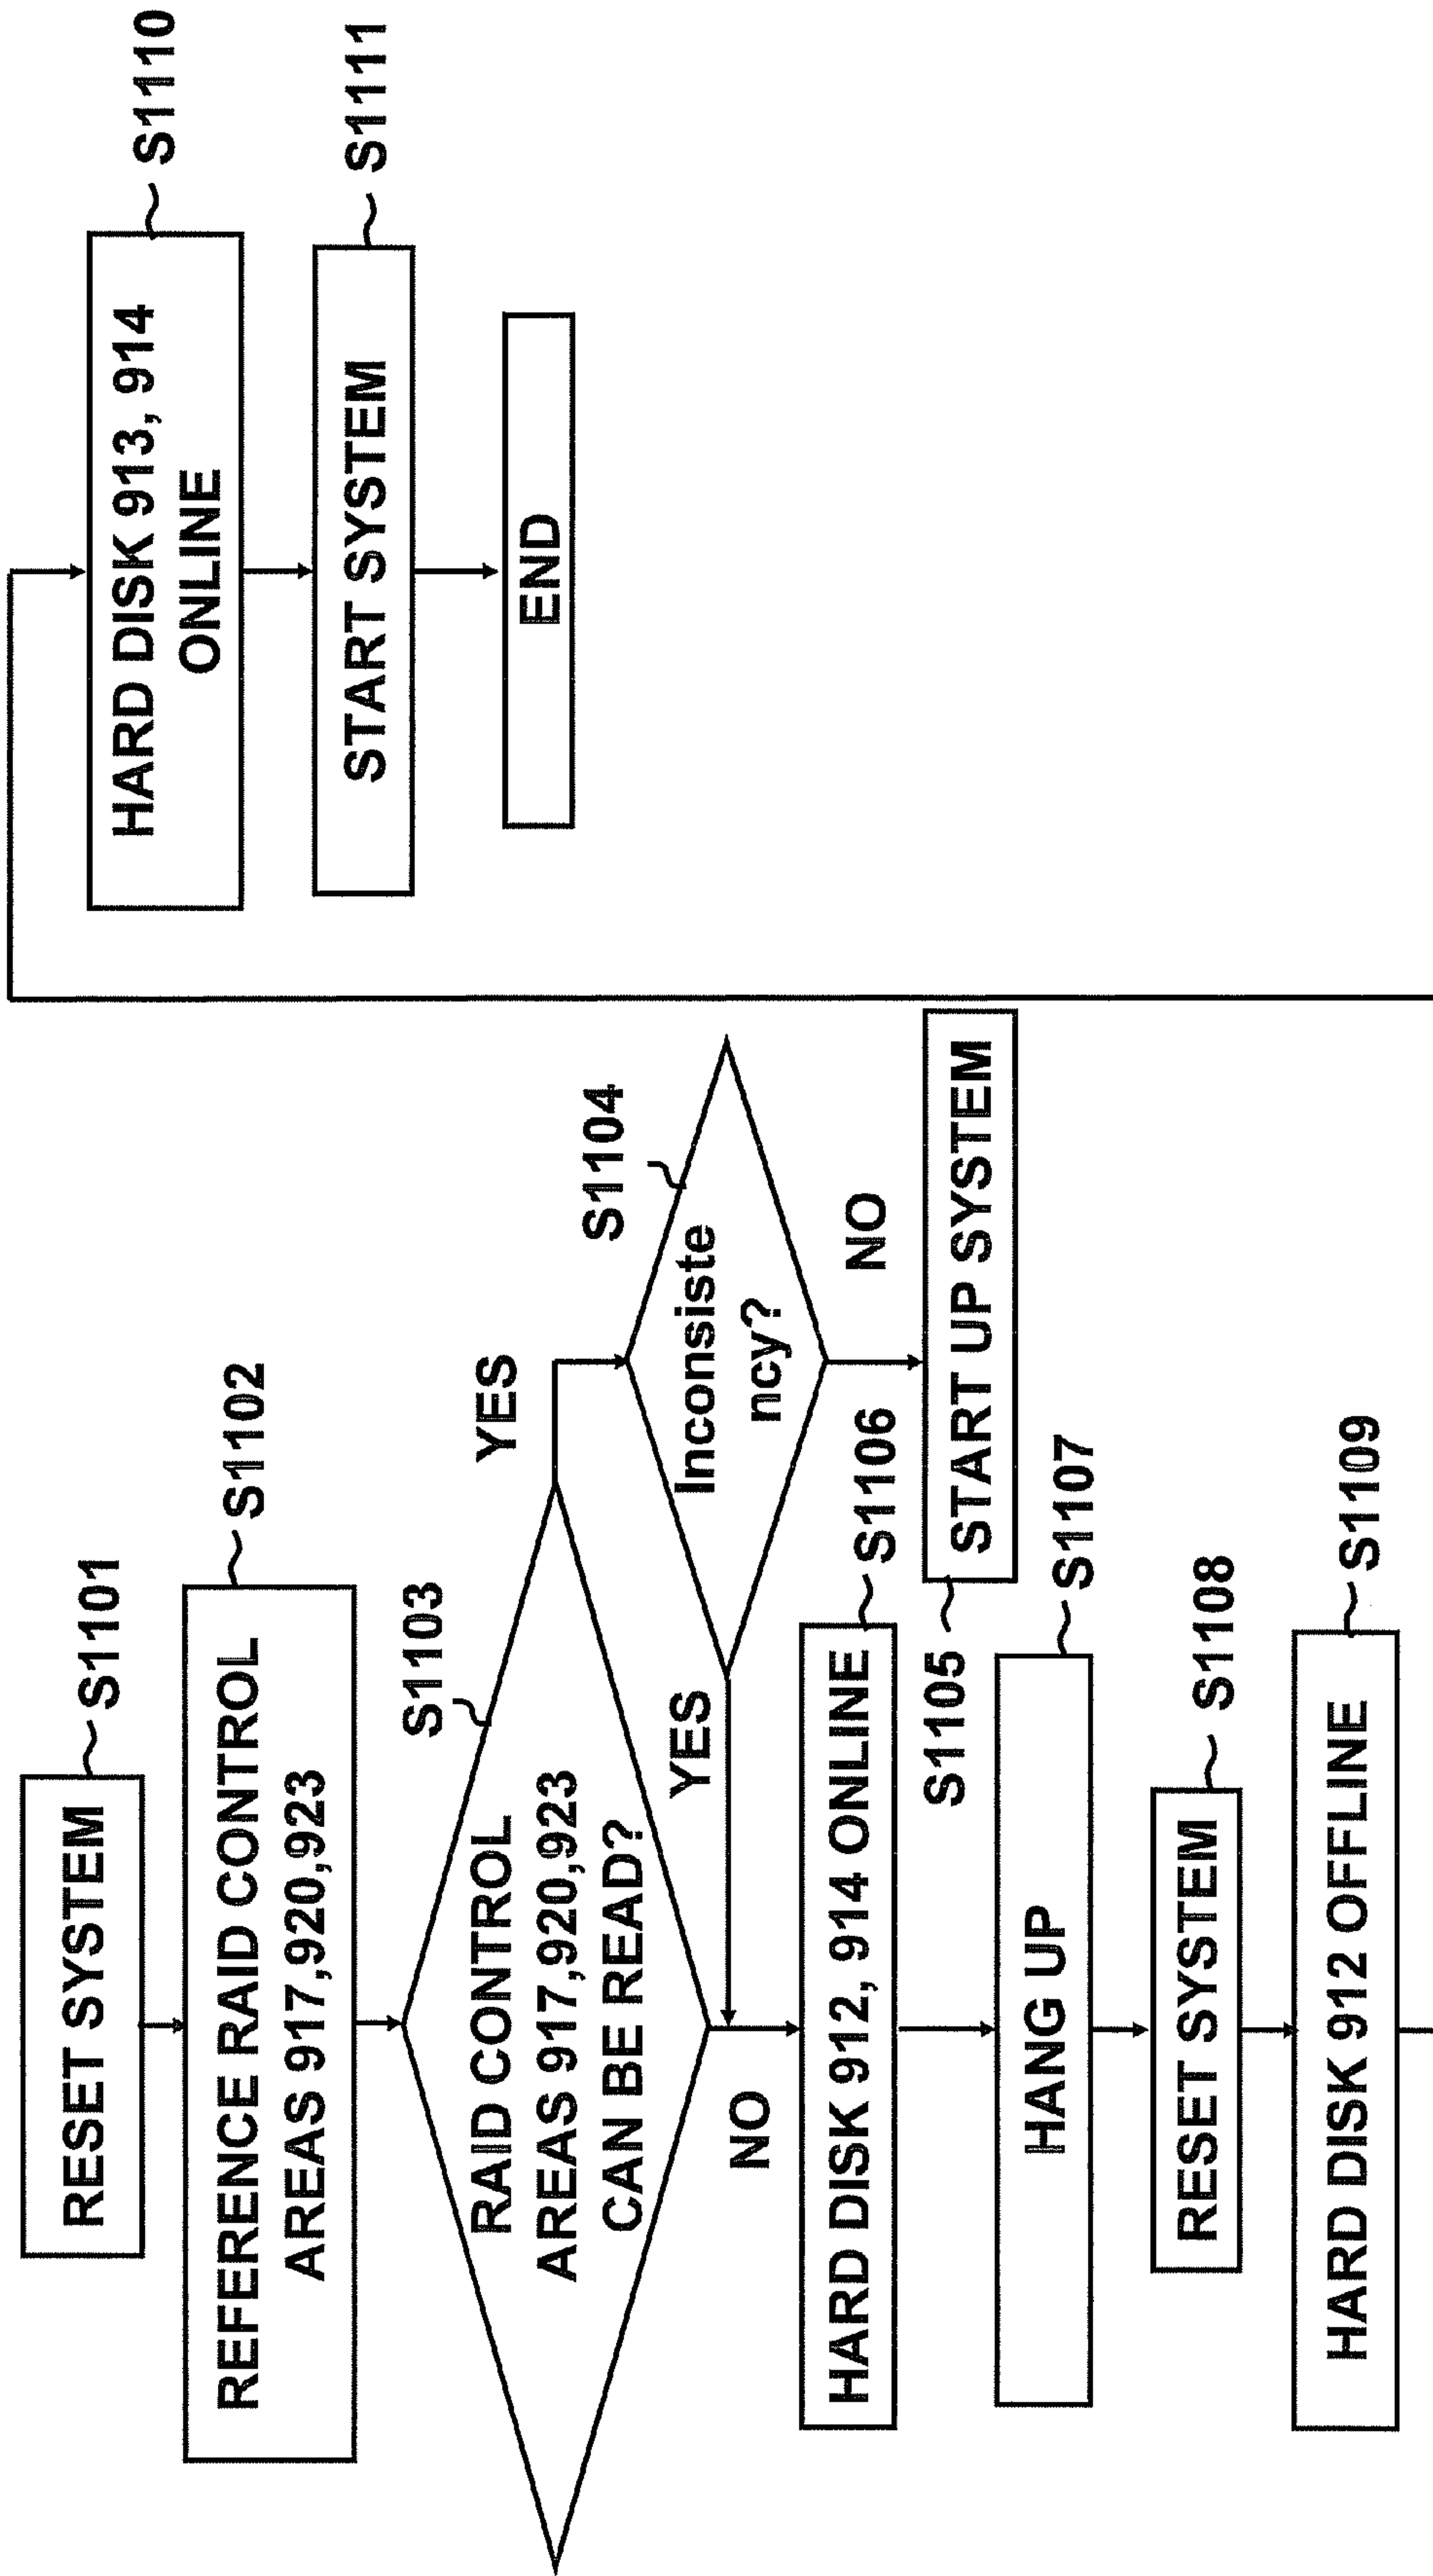 RESET SYSTEM
S1101
REFERENCE RAID CONTROL
AREAS 917,920,923
S1102
RAID CONTROL
AREAS 917,920,923
CAN BE READ?
S1103
YES
NO
Inconsiste
ncy?
S1104
YES
NO
START UP SYSTEM
S1105
HARD DISK 912, 914 ONLINE
S1106
HANG UP
S1107
RESET SYSTEM
S1108
HARD DISK 912 OFFLINE
S1109
HARD DISK 913, 914
ONLINE
S1110
START SYSTEM
S1111
END